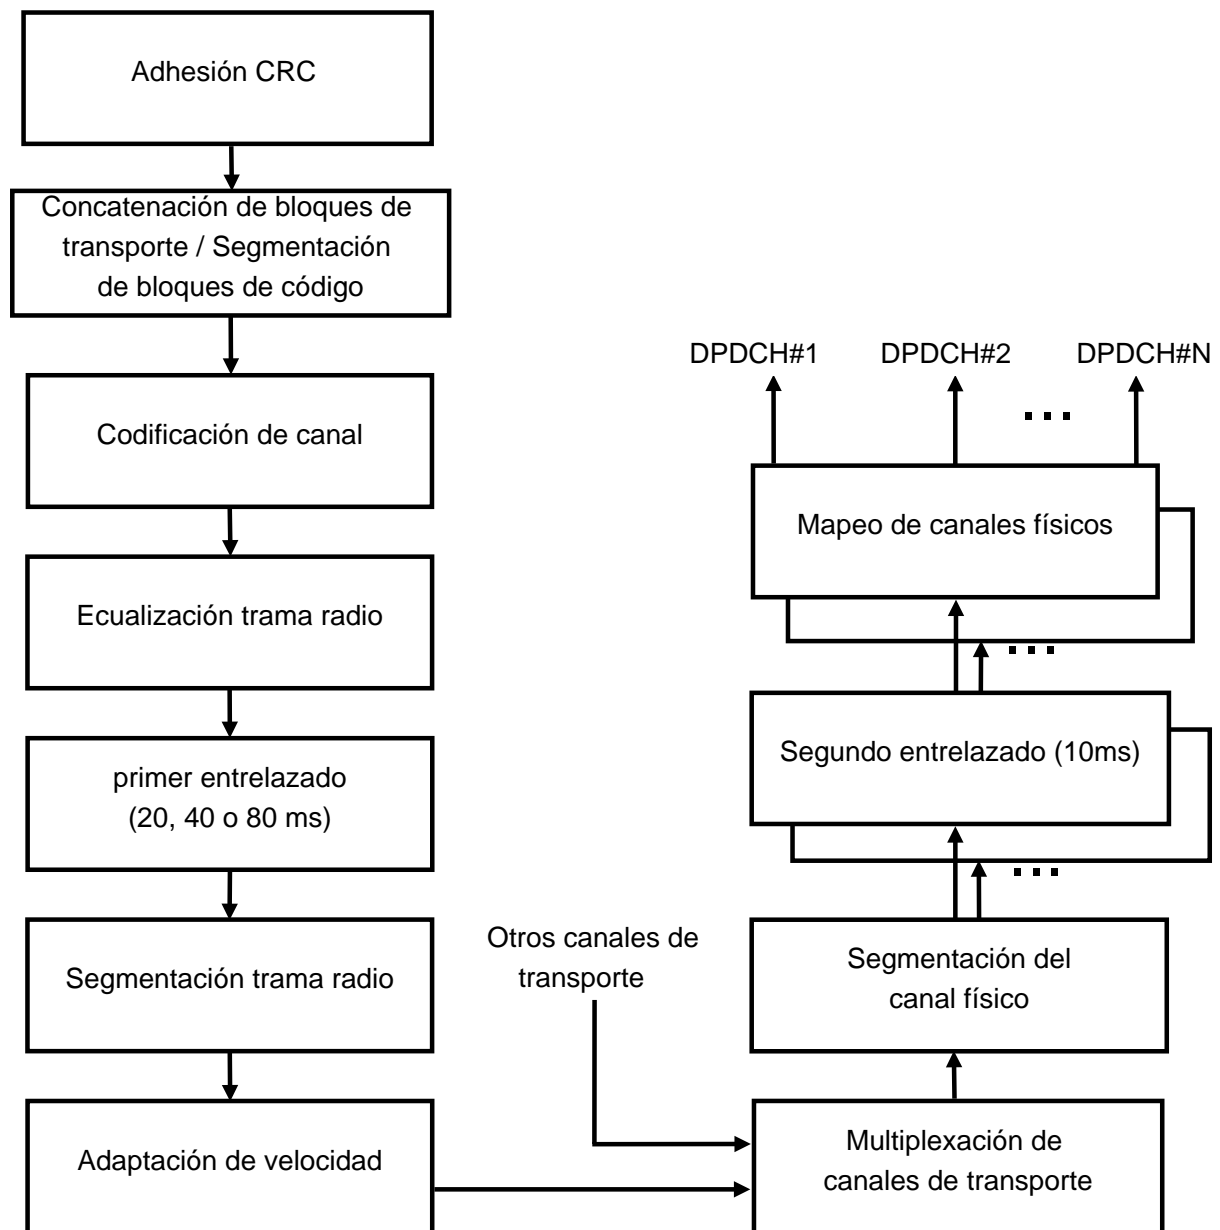 Adhesión CRC
Concatenación de bloques de
transporte / Segmentación
de bloques de código
Codificación de canal
Ecualización trama radio
primer entrelazado
(20, 40 o 80 ms)
Segmentación trama radio
Adaptación de velocidad
Otros canales de
transporte
Multiplexación de
canales de transporte
Segmentación del
canal físico
...
Segundo entrelazado (10ms)
...
Mapeo de canales físicos
DPDCH#1 DPDCH#2 ... DPDCH#N